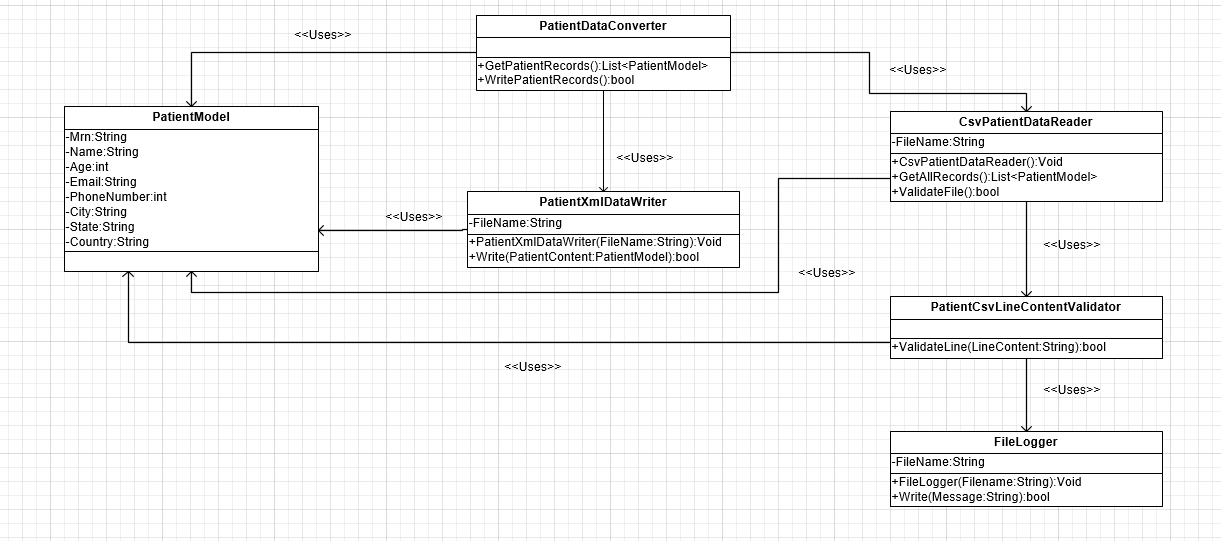 PatientDataConverter
+GetPatientRecords():List<PatientModel>
+WritePatientRecords():bool
<<Uses>>
<<Uses>>
<<Uses>>
PatientModel
-Mrn:String
-Name:String
-Age:int
-Email:String
-PhoneNumber:int
-City:String
-State:String
-Country:String
<<Uses>>
PatientXmlDataWriter
-FileName:String
+PatientXmlDataWriter(FileName:String):Void
+Write(PatientContent:PatientModel):bool
CsvPatientDataReader
-FileName:String
+CsvPatientDataReader():Void
+GetAllRecords():List<PatientModel>
+ValidateFile():bool
<<Uses>>
<<Uses>>
PatientCsvLineContentValidator
+ValidateLine(LineContent:String):bool
<<Uses>>
<<Uses>>
FileLogger
-FileName:String
+FileLogger(Filename:String):Void
+Write(Message:String):bool